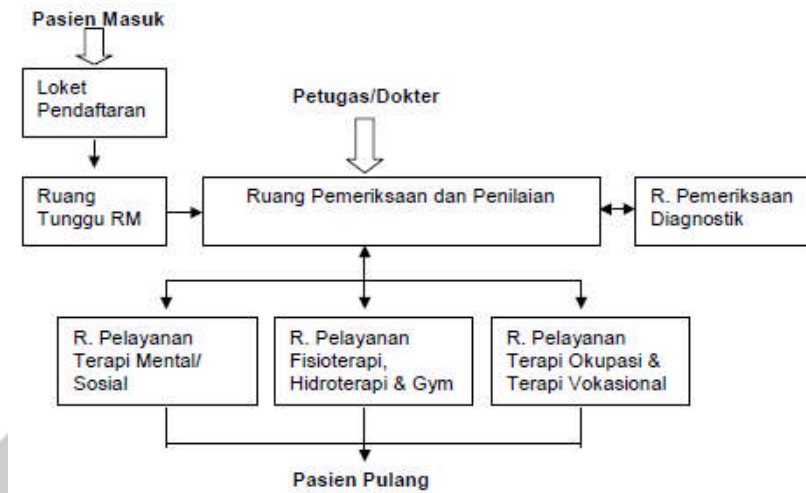 Pasien Masuk
Loket
Pendaftaran
Petugas/Dokter
Ruang
Tunggu RM
Ruang Pemeriksaan dan Penilaian
R. Pemeriksaan
Diagnostik
R. Pelayanan
Terapi Mental/
Sosial
R. Pelayanan
Fisioterapi,
Hidroterapi & Gym
R. Pelayanan
Terapi Okupasi &
Terapi Vokasional
Pasien Pulang